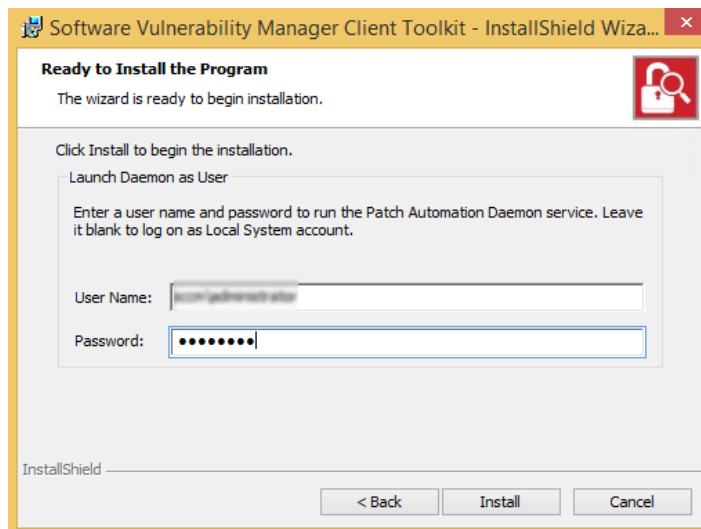 Software Vulnerability Manager Client Toolkit - InstallShield Wiza...
Ready to Install the Program
The wizard is ready to begin installation.
Click Install to begin the installation.
Launch Daemon as User
Enter a user name and password to run the Patch Automation Daemon service. Leave
it blank to log on as Local System account.
User Name:
Password: ●●●●●●●●
InstallShield
< Back Install Cancel